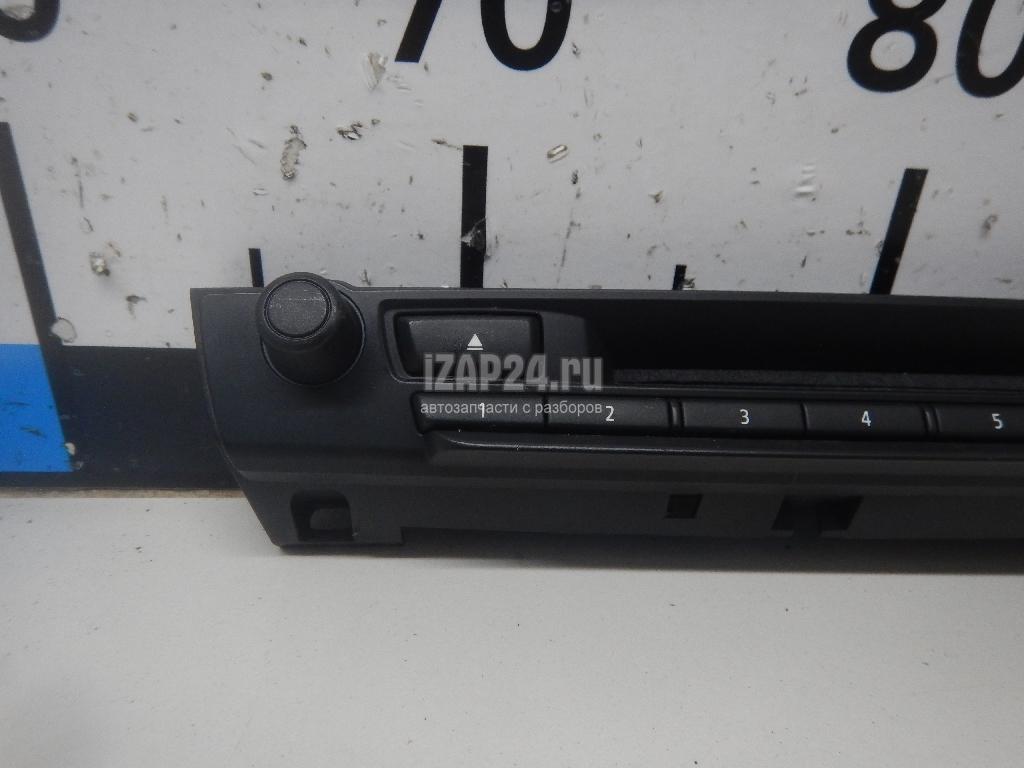 70 80
iZAP24.ru
автозапчасти с разборов
1 2 3 4 5